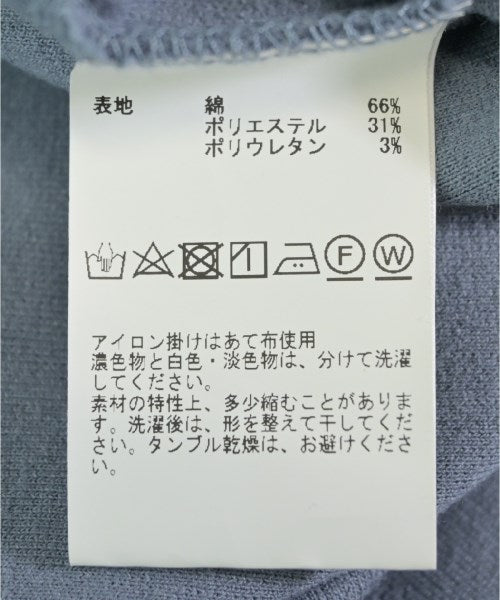 表地 綿 66%
ポリエステル 31%
ポリウレタン 3%
F W
アイロン掛けはあて布使用
濃色物と白色・淡色物は、分けて洗濯
してください。
素材の特性上、多少縮むことがありま
す。洗濯後は、形を整えて干してくだ
さい。タンブル乾燥は、お避けくださ
い。